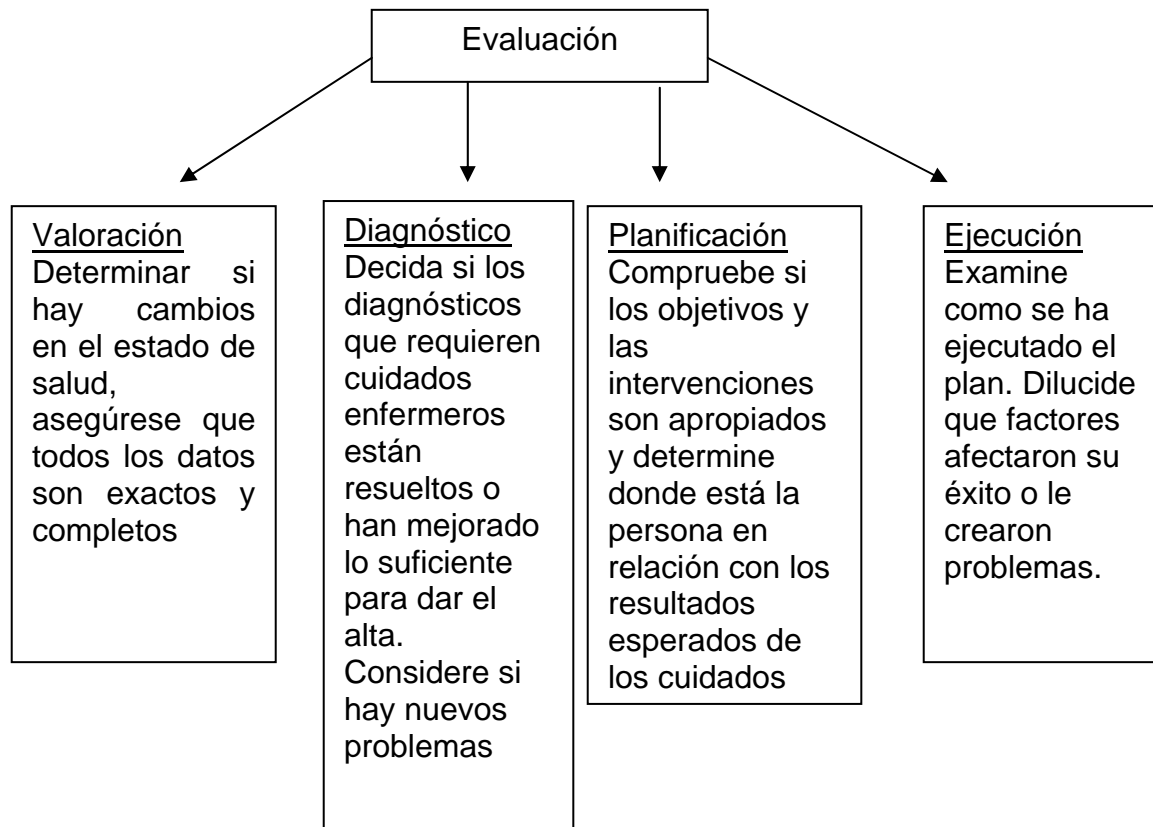 Evaluación
Valoración
Determinar si
hay cambios
en el estado de
salud,
asegúrese que
todos los datos
son exactos y
completos
Diagnóstico
Decida si los
diagnósticos
que requieren
cuidados
enfermeros
están
resueltos o
han mejorado
lo suficiente
para dar el
alta.
Considere si
hay nuevos
problemas
Planificación
Compruebe si
los objetivos y
las
intervenciones
son apropiados
y determine
donde está la
persona en
relación con los
resultados
esperados de
los cuidados
Ejecución
Examine
como se ha
ejecutado el
plan. Dilucide
que factores
afectaron su
éxito o le
crearon
problemas.